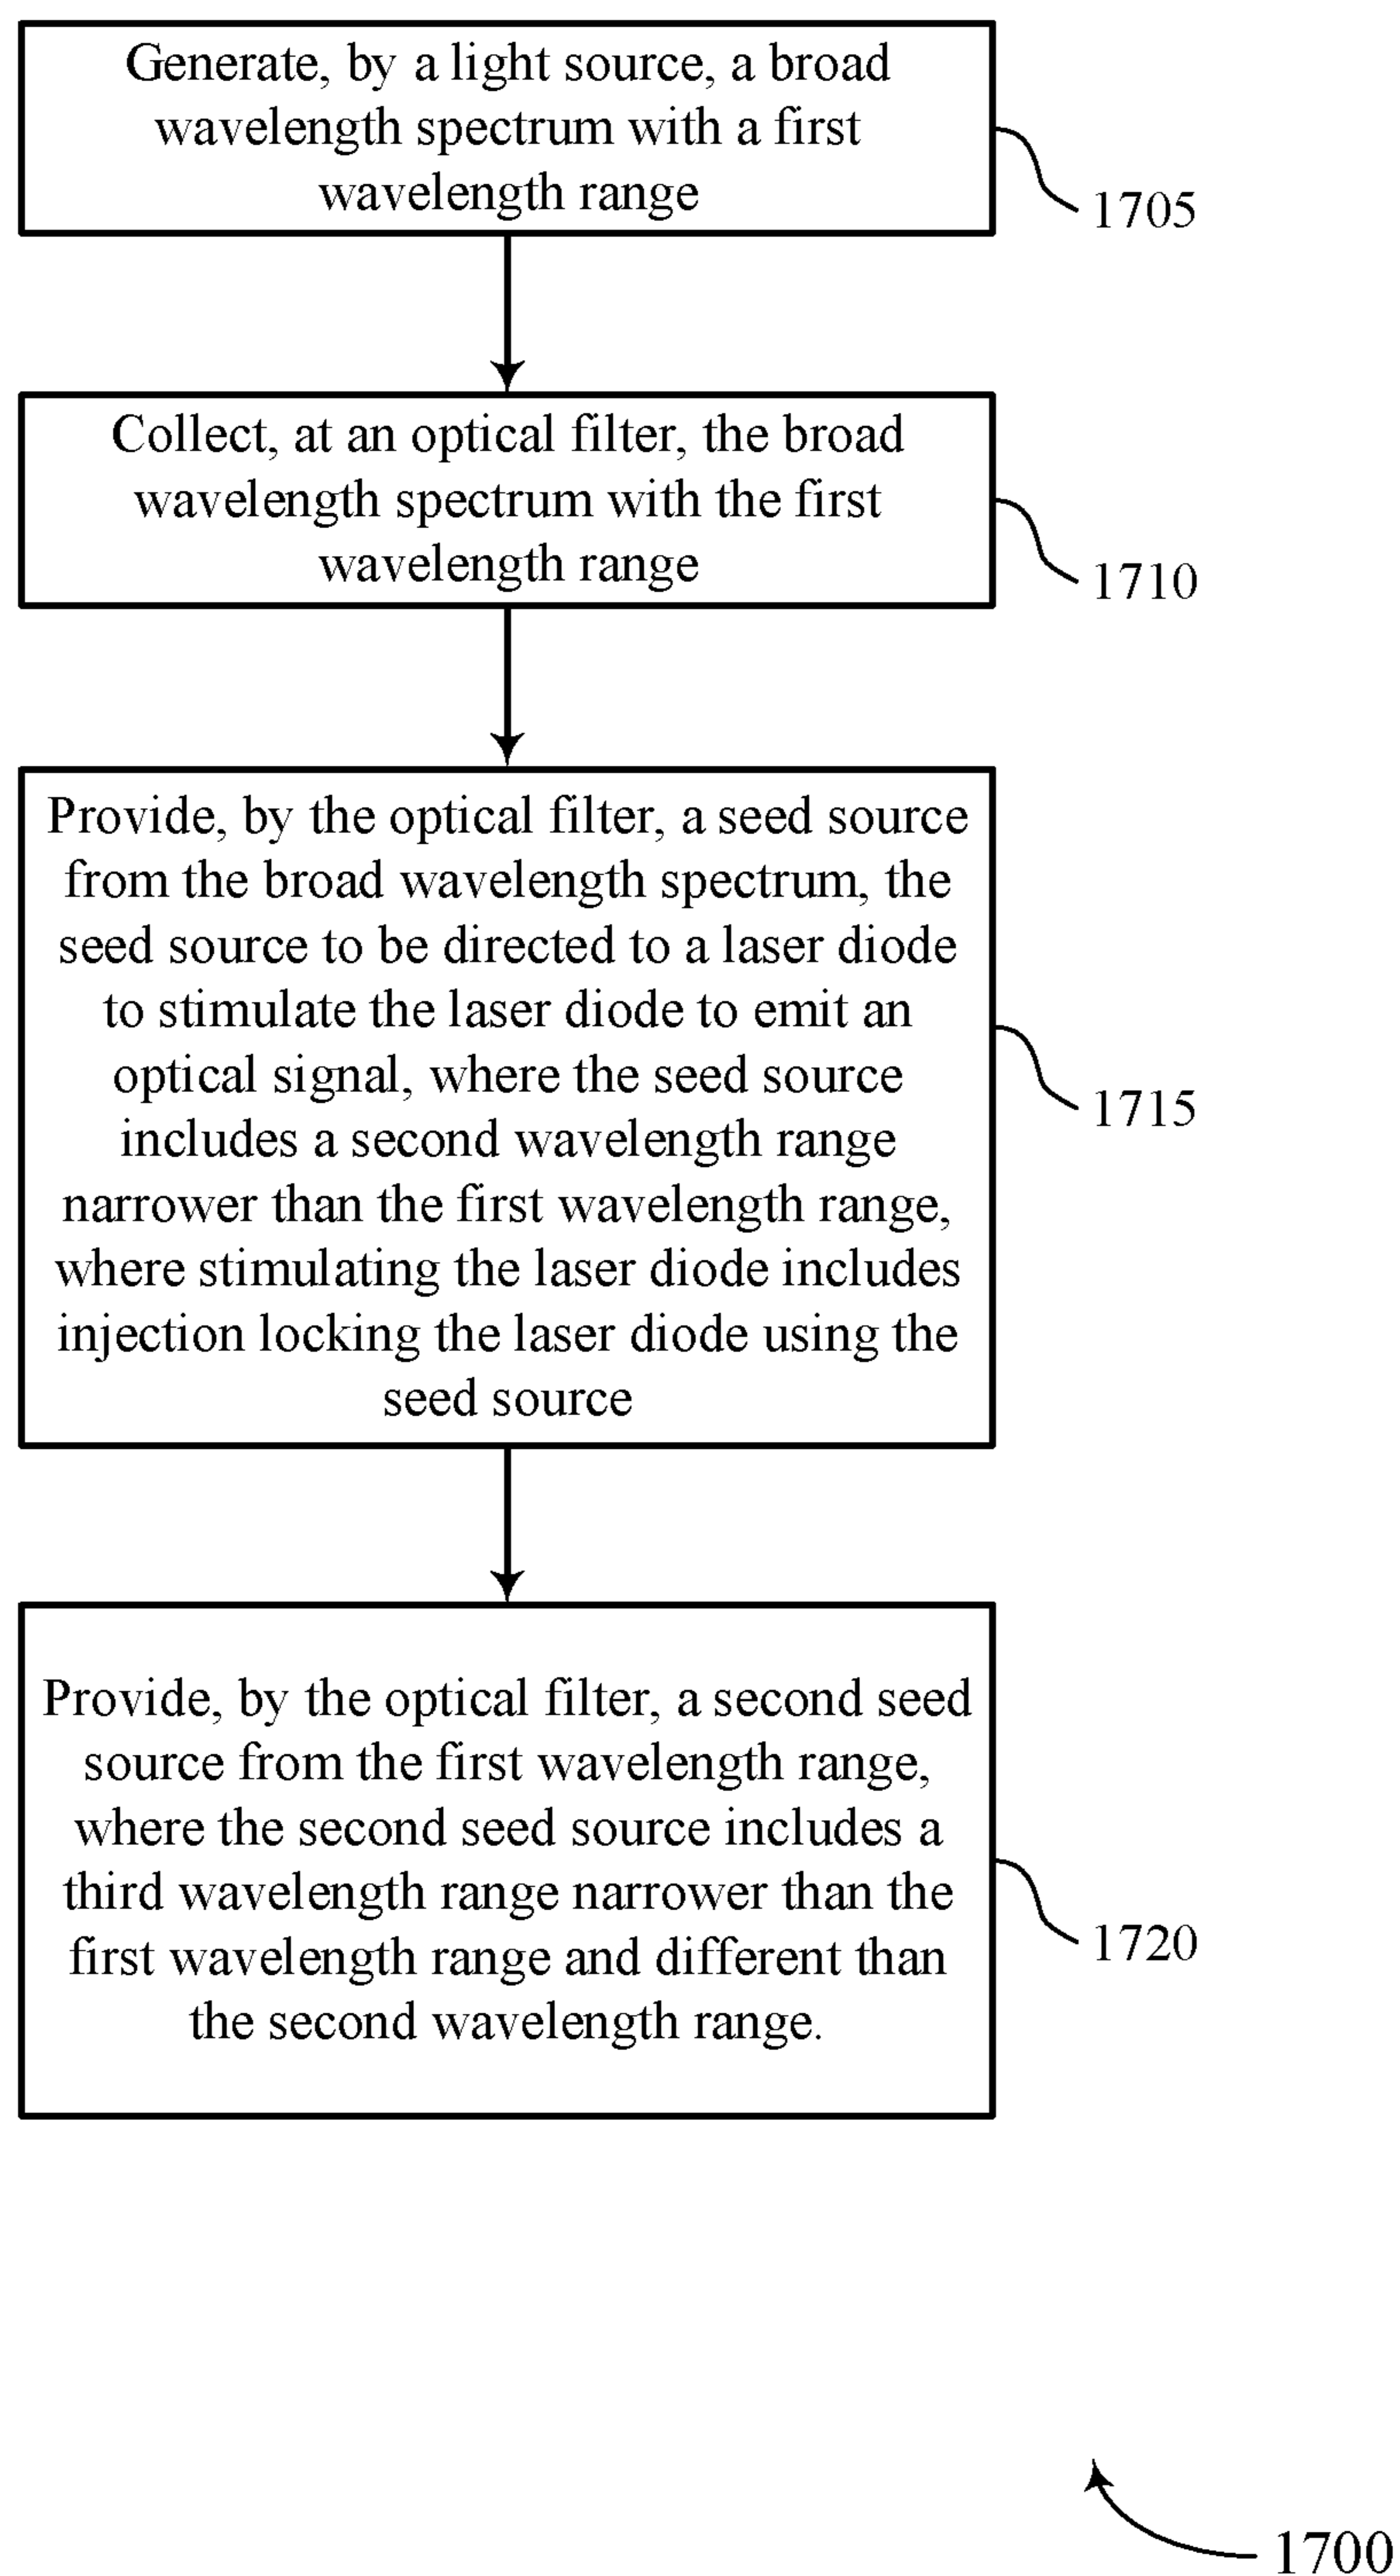 Generate, by a light source, a broad
wavelength spectrum with a first
wavelength range
1705
Collect, at an optical filter, the broad
wavelength spectrum with the first
wavelength range
1710
Provide, by the optical filter, a seed source
from the broad wavelength spectrum, the
seed source to be directed to a laser diode
to stimulate the laser diode to emit an
optical signal, where the seed source
includes a second wavelength range
narrower than the first wavelength range,
where stimulating the laser diode includes
injection locking the laser diode using the
seed source
1715
Provide, by the optical filter, a second seed
source from the first wavelength range,
where the second seed source includes a
third wavelength range narrower than the
first wavelength range and different than
the second wavelength range.
1720
1700